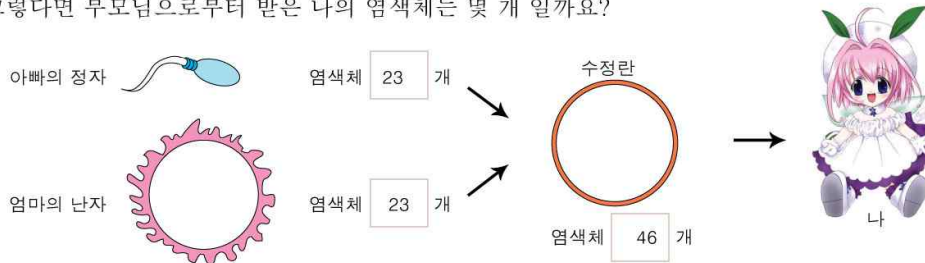 그렇다면 부모님으로부터 받은 나의 염색체는 몇 개 일까요?
아빠의 정자
염색체 23 개
수정란
엄마의 난자
염색체 23 개
염색체 46 개
나